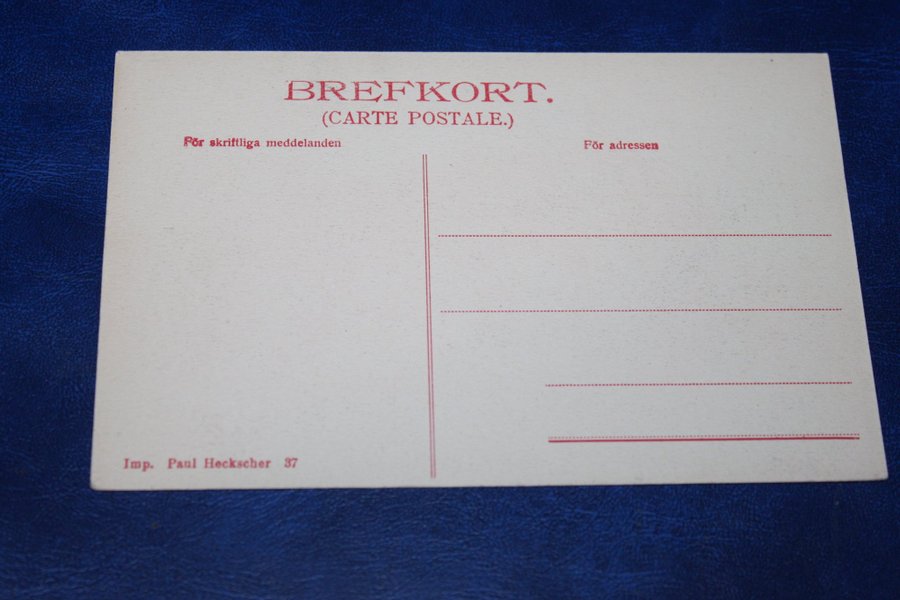 BREFKORT.
(CARTE POSTALE.)
För skriftliga meddelanden
För adressen
Imp. Paul Heckscher 37